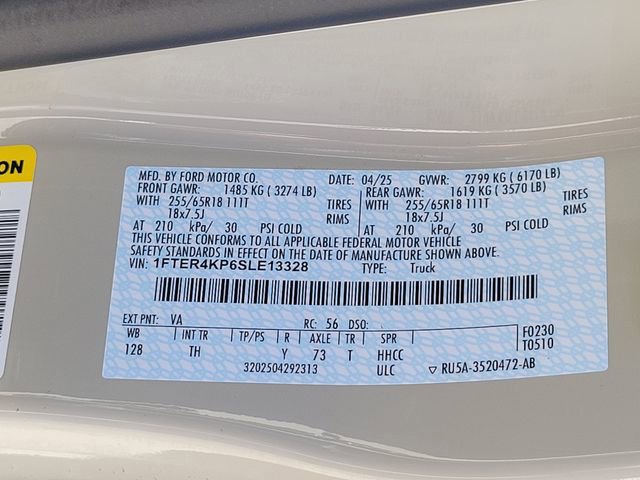 ON
MFD. BY FORD MOTOR CO. DATE: 04/25 GVWR: 2799 KG ( 6170 LB)
FRONT GAWR: 1485 KG ( 3274 LB) REAR GAWR: 1619 KG ( 3570 LB)
WITH 255/65R18 111T TIRES WITH 255/65R18 111T TIRES
18x7.5J RIMS 18x7.5J RIMS
AT 210 kPa/ 30 PSI COLD AT 210 kPa/ 30 PSI COLD
THIS VEHICLE CONFORMS TO ALL APPLICABLE FEDERAL MOTOR VEHICLE
SAFETY STANDARDS IN EFFECT ON THE DATE OF MANUFACTURE SHOWN ABOVE.
VIN: 1FTER4KP6SLE13328 TYPE: Truck
EXT PNT: VA RC: 56 DSO: F0230
WB INT TR TP/PS R AXLE TR SPR T0510
128 TH Y 73 T HHCC
3202504292313 ULC ▽ RU5A-3520472-AB